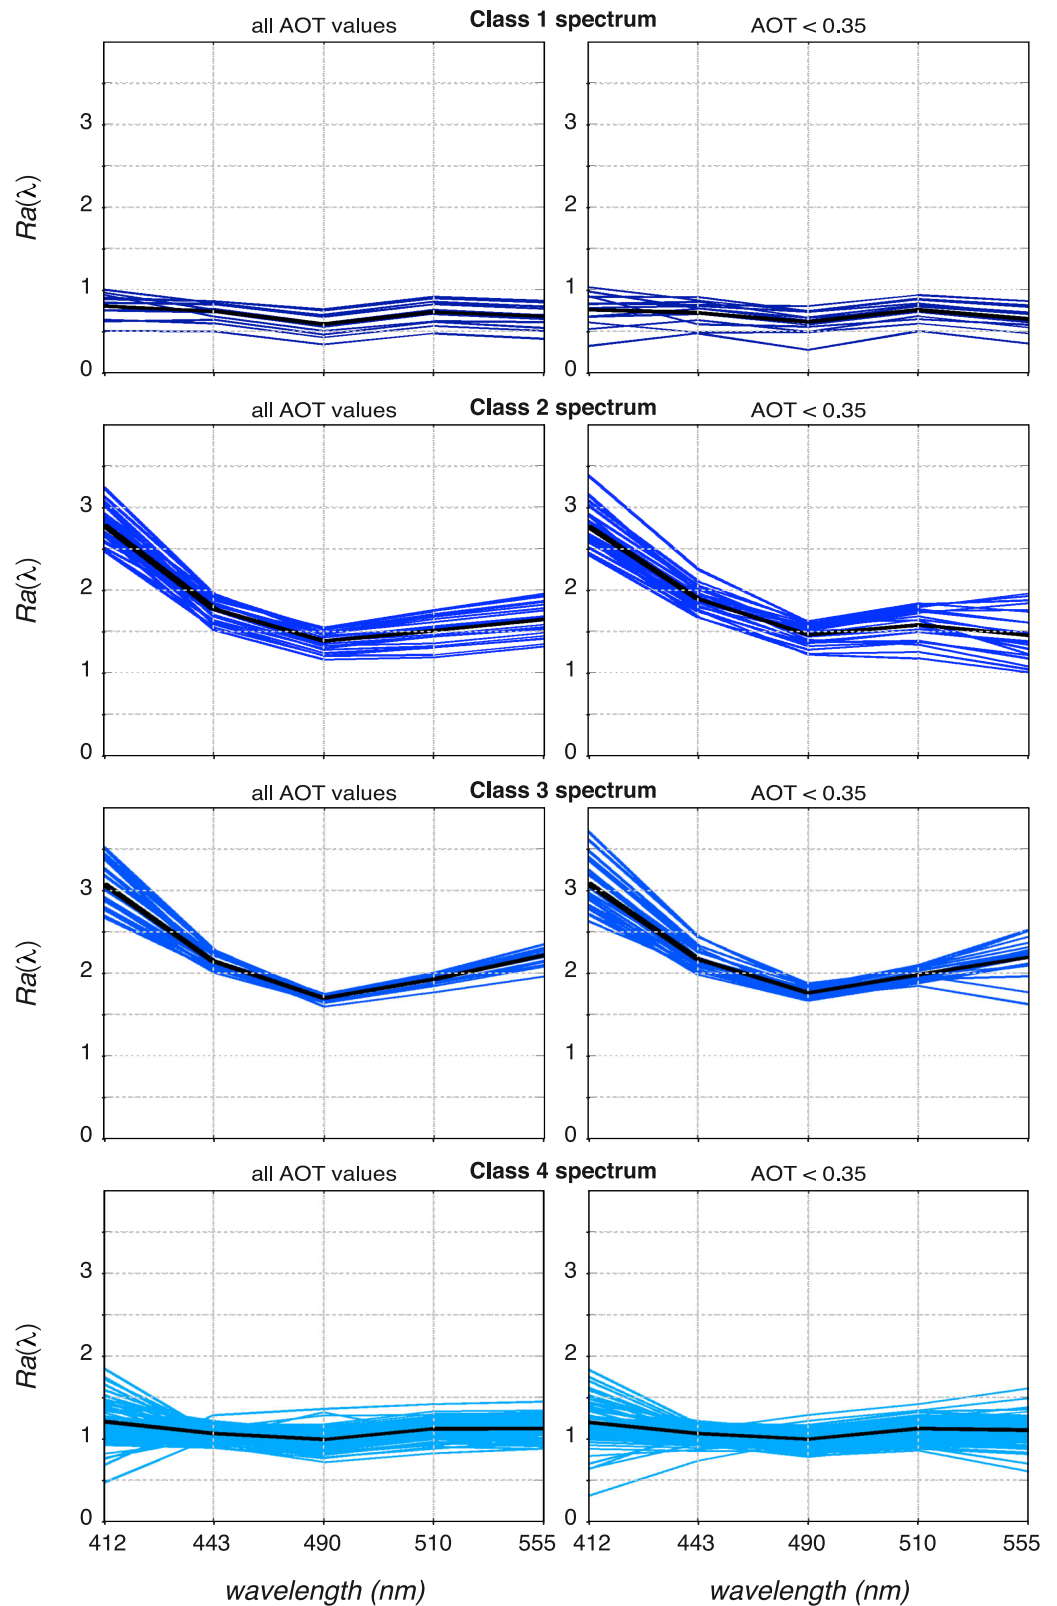 all AOT values Class 1 spectrum AOT < 0.35
3 3
Ra(λ)
2 2
1 1
0 0
all AOT values Class 2 spectrum AOT < 0.35
3 3
Ra(λ)
2 2
1 1
0 0
all AOT values Class 3 spectrum AOT < 0.35
3 3
Ra(λ)
2 2
1 1
0 0
all AOT values Class 4 spectrum AOT < 0.35
3 3
Ra(λ)
2 2
1 1
0 0
412 443 490 510 555 412 443 490 510 555
wavelength (nm) wavelength (nm)